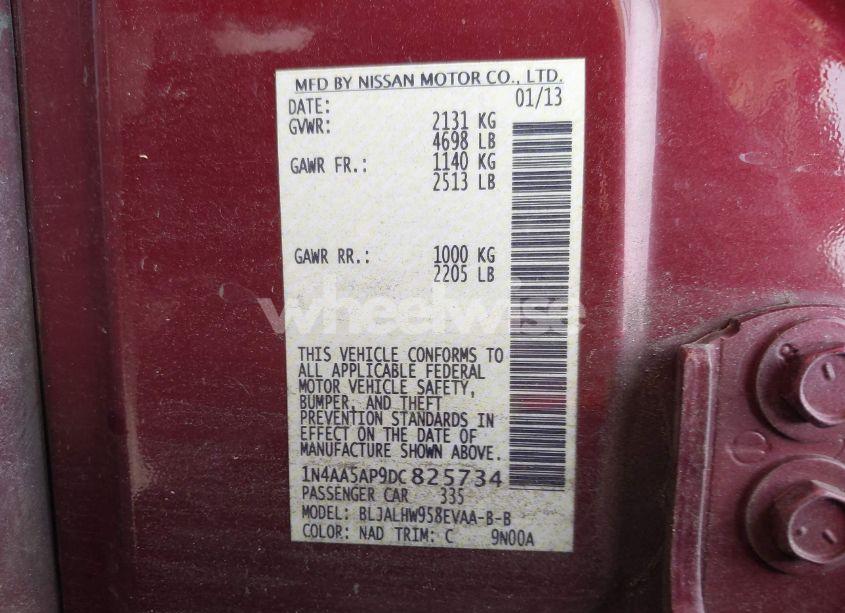 MFD BY NISSAN MOTOR CO., LTD.
DATE: 01/13
GVWR: 2131 KG
4698 LB
GAWR FR.: 1140 KG
2513 LB
GAWR RR.: 1000 KG
2205 LB
wheelwise
THIS VEHICLE CONFORMS TO
ALL APPLICABLE FEDERAL
MOTOR VEHICLE SAFETY,
BUMPER, AND THEFT
PREVENTION STANDARDS IN
EFFECT ON THE DATE OF
MANUFACTURE SHOWN ABOVE.
1N4AA5AP9DC825734
PASSENGER CAR 335
MODEL: BLJALHW958EVAA-B-B
COLOR: NAD TRIM: C 9N00A